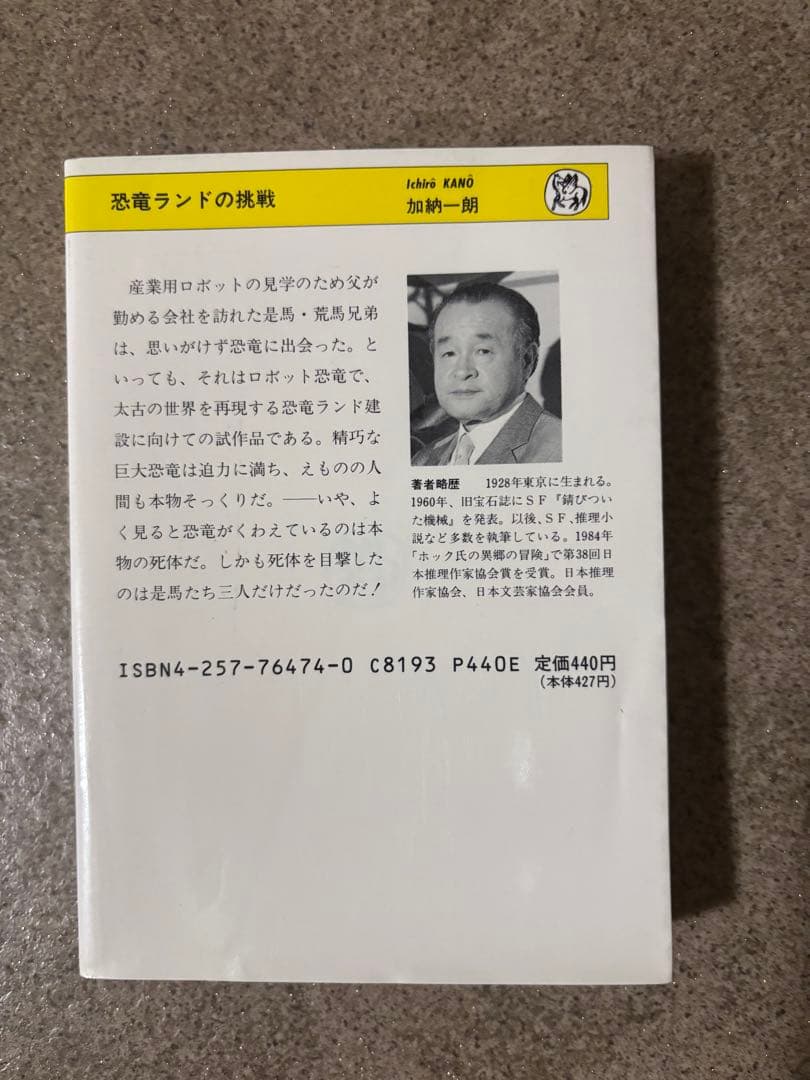 恐竜ランドの挑戦
Ichirô KANÔ
加納一朗
産業用ロボットの見学のため父が
勤める会社を訪れた是馬・荒馬兄弟
は、思いがけず恐竜に出会った。と
いっても、それはロボット恐竜で、
太古の世界を再現する恐竜ランド建
設に向けての試作品である。精巧な
巨大恐竜は迫力に満ち、えものの人
間も本物そっくりだ。――いや、よ
く見ると恐竜がくわえているのは本
物の死体だ。しかも死体を目撃した
のは是馬たち三人だけだったのだ!
著者略歴 1928年東京に生まれる。
1960年、旧宝石誌にSF『錆びつい
た機械』を発表。以後、SF、推理小
説など多数を執筆している。1984年
「ホック氏の異郷の冒険」で第38回日
本推理作家協会賞を受賞。日本推理
作家協会、日本文芸家協会会員。
ISBN4-257-76474-0 C8193 P440E 定価440円
(本体427円)